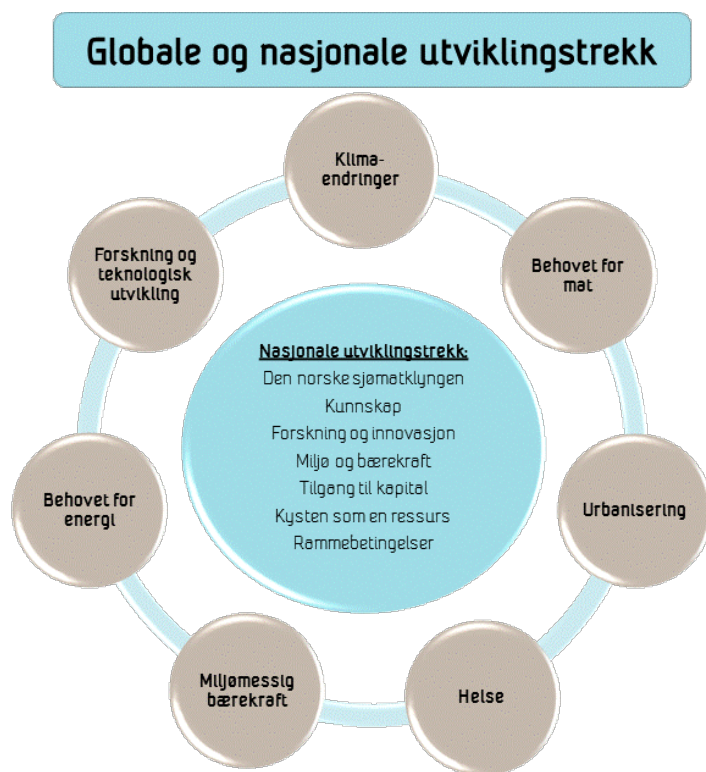 Globale og nasjonale utviklingstrekk
Klima-
endringer
Behovet for
mat
Urbanisering
Helse
Miljømessig
bærekraft
Behovet for
energi
Forskning og
teknologisk
utvikling
Nasjonale utviklingstrekk:
Den norske sjømatklyngen
Kunnskap
Forskning og innovasjon
Miljø og bærekraft
Tilgang til kapital
Kysten som en ressurs
Rammebetingelser